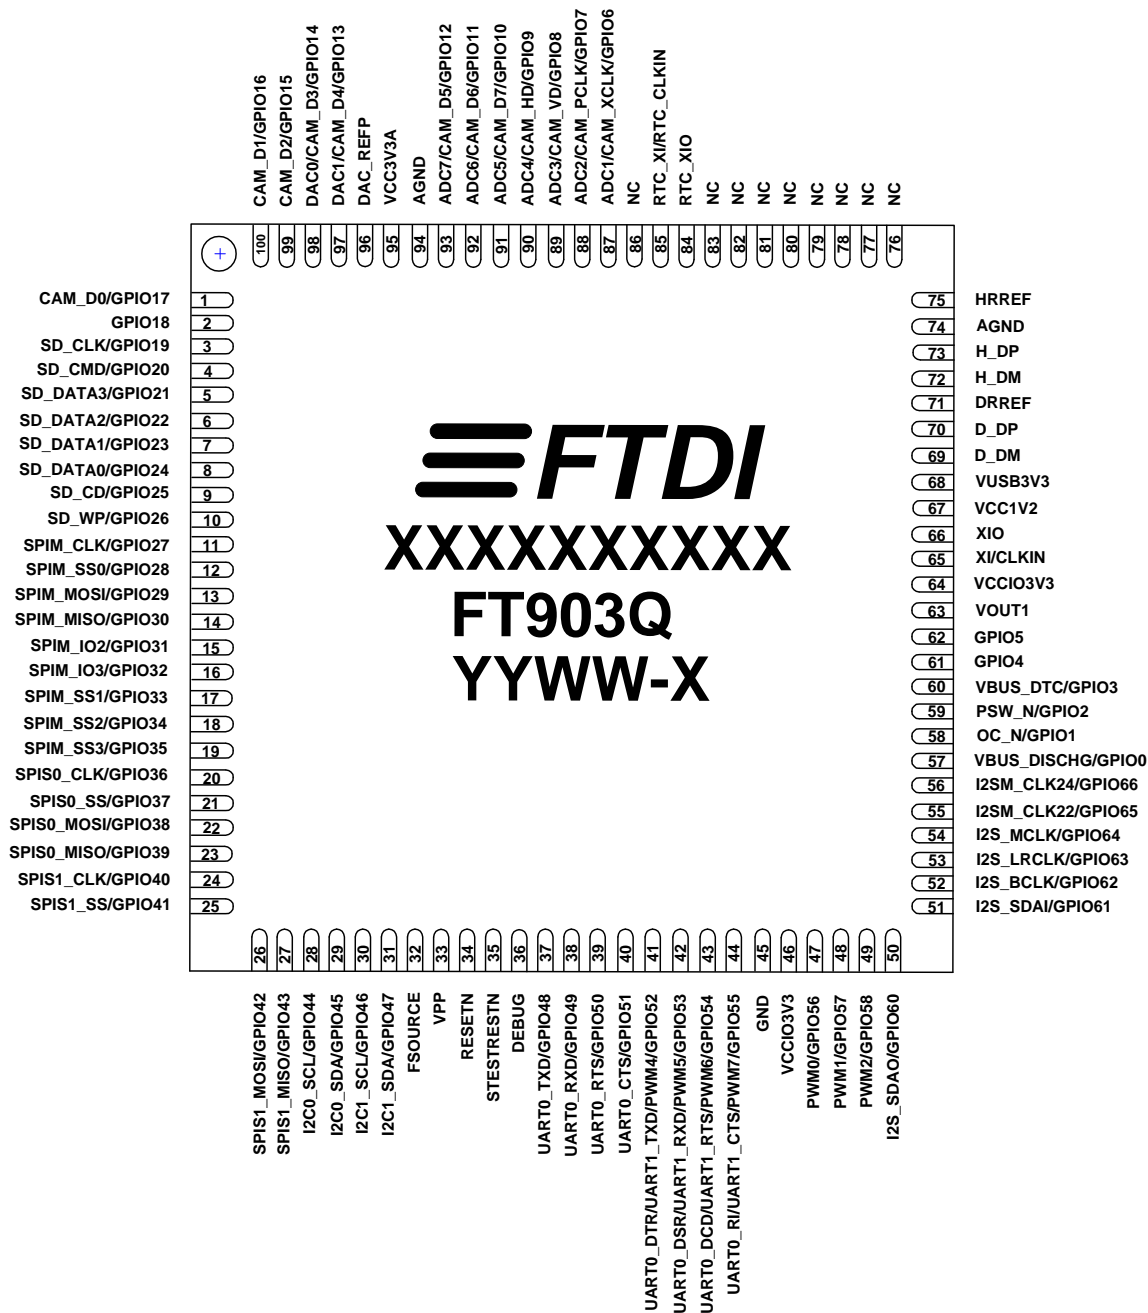 CAM_D1/GPIO16
CAM_D2/GPIO15
DAC0/CAM_D3/GPIO14
DAC1/CAM_D4/GPIO13
DAC_REFP
VCC3V3A
AGND
ADC7/CAM_D5/GPIO12
ADC6/CAM_D6/GPIO11
ADC5/CAM_D7/GPIO10
ADC4/CAM_HD/GPIO9
ADC3/CAM_VD/GPIO8
ADC2/CAM_PCLK/GPIO7
ADC1/CAM_XCLK/GPIO6
NC
RTC_XI/RTC_CLKIN
RTC_XIO
NC
NC
NC
NC
NC
NC
NC
NC
100
99
98
97
96
95
94
93
92
91
90
89
88
87
86
85
84
83
82
81
80
79
78
77
76
CAM_D0/GPIO17 1
GPIO18 2
SD_CLK/GPIO19 3
SD_CMD/GPIO20 4
SD_DATA3/GPIO21 5
SD_DATA2/GPIO22 6
SD_DATA1/GPIO23 7
SD_DATA0/GPIO24 8
SD_CD/GPIO25 9
SD_WP/GPIO26 10
SPIM_CLK/GPIO27 11
SPIM_SS0/GPIO28 12
SPIM_MOSI/GPIO29 13
SPIM_MISO/GPIO30 14
SPIM_IO2/GPIO31 15
SPIM_IO3/GPIO32 16
SPIM_SS1/GPIO33 17
SPIM_SS2/GPIO34 18
SPIM_SS3/GPIO35 19
SPIS0_CLK/GPIO36 20
SPIS0_SS/GPIO37 21
SPIS0_MOSI/GPIO38 22
SPIS0_MISO/GPIO39 23
SPIS1_CLK/GPIO40 24
SPIS1_SS/GPIO41 25
FTDI
XXXXXXXXXX
FT903Q
YYWW-X
75 HRREF
74 AGND
73 H_DP
72 H_DM
71 DRREF
70 D_DP
69 D_DM
68 VUSB3V3
67 VCC1V2
66 XIO
65 XI/CLKIN
64 VCCIO3V3
63 VOUT1
62 GPIO5
61 GPIO4
60 VBUS_DTC/GPIO3
59 PSW_N/GPIO2
58 OC_N/GPIO1
57 VBUS_DISCHG/GPIO0
56 I2SM_CLK24/GPIO66
55 I2SM_CLK22/GPIO65
54 I2S_MCLK/GPIO64
53 I2S_LRCLK/GPIO63
52 I2S_BCLK/GPIO62
51 I2S_SDAI/GPIO61
26
27
28
29
30
31
32
33
34
35
36
37
38
39
40
41
42
43
44
45
46
47
48
49
50
SPIS1_MOSI/GPIO42
SPIS1_MISO/GPIO43
I2C0_SCL/GPIO44
I2C0_SDA/GPIO45
I2C1_SCL/GPIO46
I2C1_SDA/GPIO47
FSOURCE
VPP
RESETN
STESTRESTN
DEBUG
UART0_TXD/GPIO48
UART0_RXD/GPIO49
UART0_RTS/GPIO50
UART0_CTS/GPIO51
UART0_DTR/UART1_TXD/PWM4/GPIO52
UART0_DSR/UART1_RXD/PWM5/GPIO53
UART0_DCD/UART1_RTS/PWM6/GPIO54
UART0_RI/UART1_CTS/PWM7/GPIO55
GND
VCCIO3V3
PWM0/GPIO56
PWM1/GPIO57
PWM2/GPIO58
I2S_SDAO/GPIO60